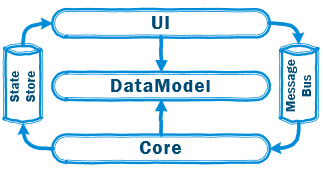 UI
State
Store
DataModel
Message
Bus
Core